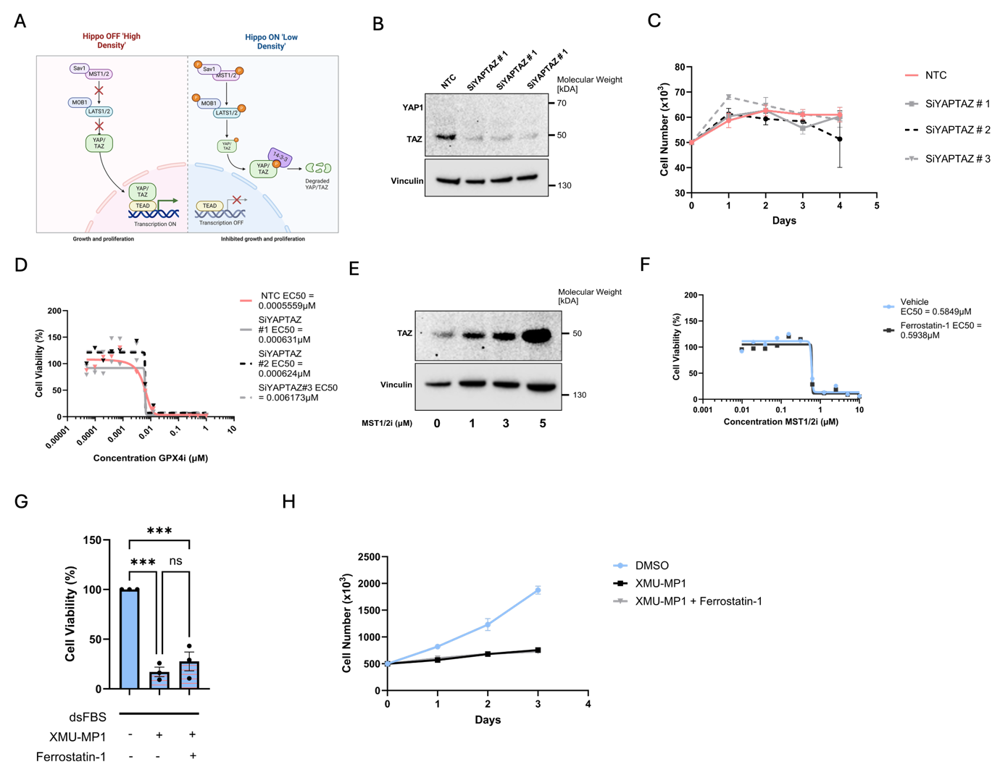 A
Hippo OFF 'High
Density'
Hippo ON 'Low
Density'
Sav1
MST1/2
MOB1
LATS1/2
YAP/
TAZ
YAP/
TAZ
TEAD
Transcription ON
P
Sav1
P
MST1/2
P
MOB1
P
LATS1/2
YAP/
TAZ
14-3-3
P
YAP/
TAZ
Degraded
YAP/TAZ
TEAD
Transcription OFF
Growth and proliferation
Inhibited growth and proliferation
B
NTC
SiYAPTAZ # 1
SiYAPTAZ # 1
SiYAPTAZ # 1
Molecular Weight
[kDA]
YAP1
70
TAZ
50
Vinculin
130
C
Cell Number (x10³)
80
70
60
50
40
30
0
1
2
3
4
5
Days
NTC
SiYAPTAZ # 1
SiYAPTAZ # 2
SiYAPTAZ # 3
D
Cell Viability (%)
200
150
100
50
0
0.00001
0.0001
0.001
0.01
0.1
1
10
Concentration GPX4i (µM)
NTC EC50 =
0.0005559µM
SiYAPTAZ
#1 EC50 =
0.000631µM
SiYAPTAZ
#2 EC50 =
0.000624µM
SiYAPTAZ#3 EC50
= 0.006173µM
E
Molecular Weight
[kDA]
TAZ
50
Vinculin
130
MST1/2i (µM)
0
1
3
5
F
Cell Viability (%)
200
150
100
50
0
0.001
0.01
0.1
1
10
Concentration MST1/2i (µM)
Vehicle
EC50 = 0.5849µM
Ferrostatin-1 EC50 =
0.5938µM
G
Cell Viability (%)
150
100
50
0
***
***
ns
dsFBS
XMU-MP1 - + +
Ferrostatin-1 - - +
H
Cell Number (x10³)
2500
2000
1500
1000
500
0
0
1
2
3
4
Days
DMSO
XMU-MP1
XMU-MP1 + Ferrostatin-1